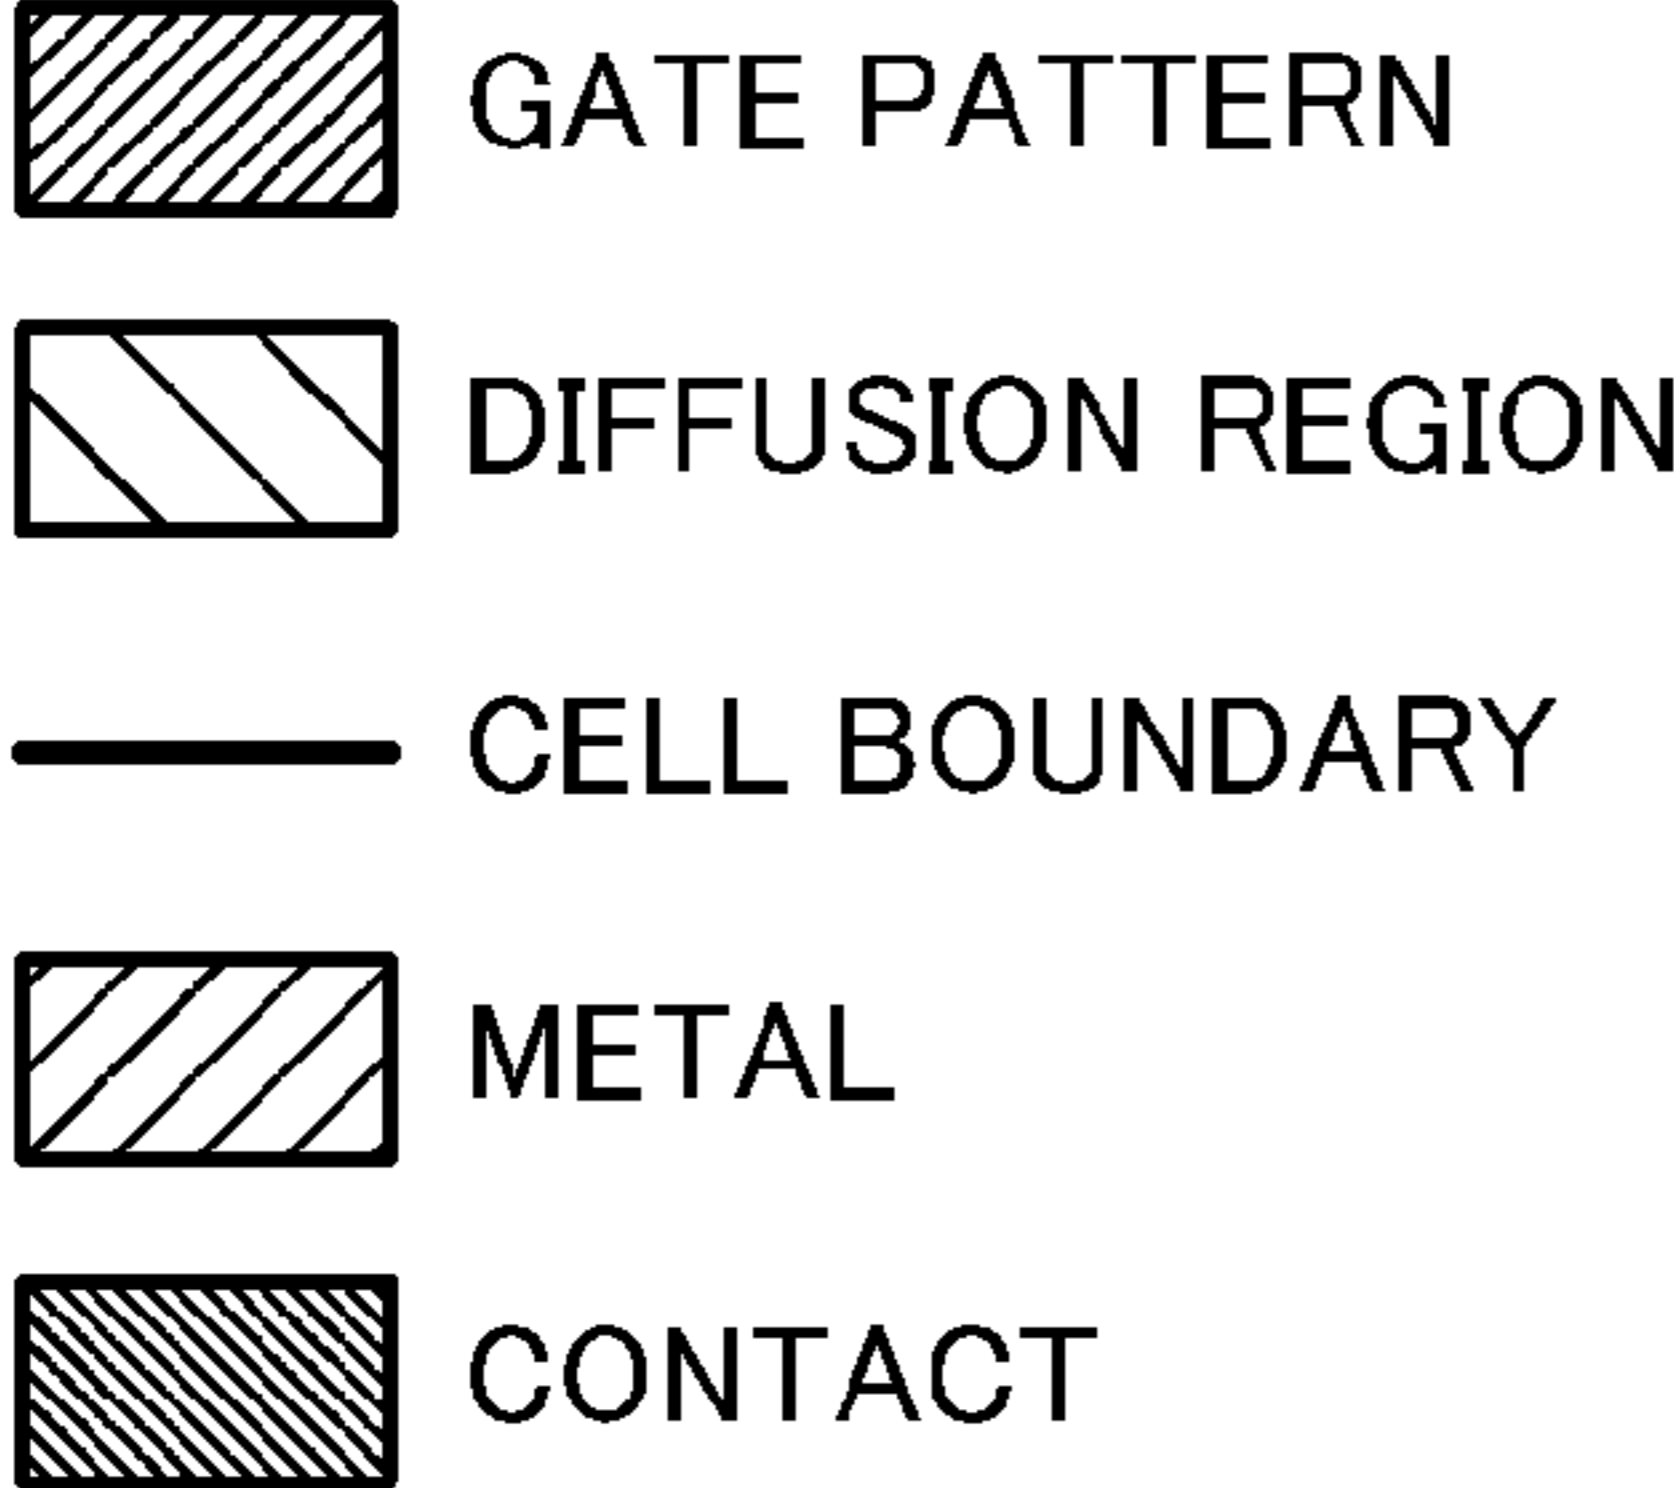 GATE PATTERN
DIFFUSION REGION
CELL BOUNDARY
METAL
CONTACT